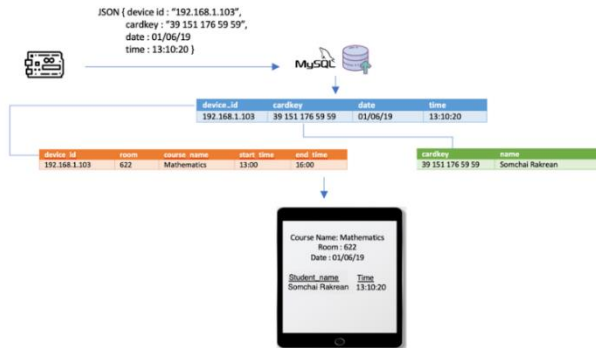 JSON { device id : “192.168.1.103”,
cardkey : “39 151 176 59 59”,
date : 01/06/19
time : 13:10:20 }
MySQL
device_id cardkey date time
192.168.1.103 39 151 176 59 59 01/06/19 13:10:20
device_id room course_name start_time end_time
192.168.1.103 622 Mathematics 13:00 16:00
cardkey name
39 151 176 59 59 Somchai Rakrean
Course Name: Mathematics
Room : 622
Date : 01/06/19
Student_name Time
Somchai Rakrean 13:10:20